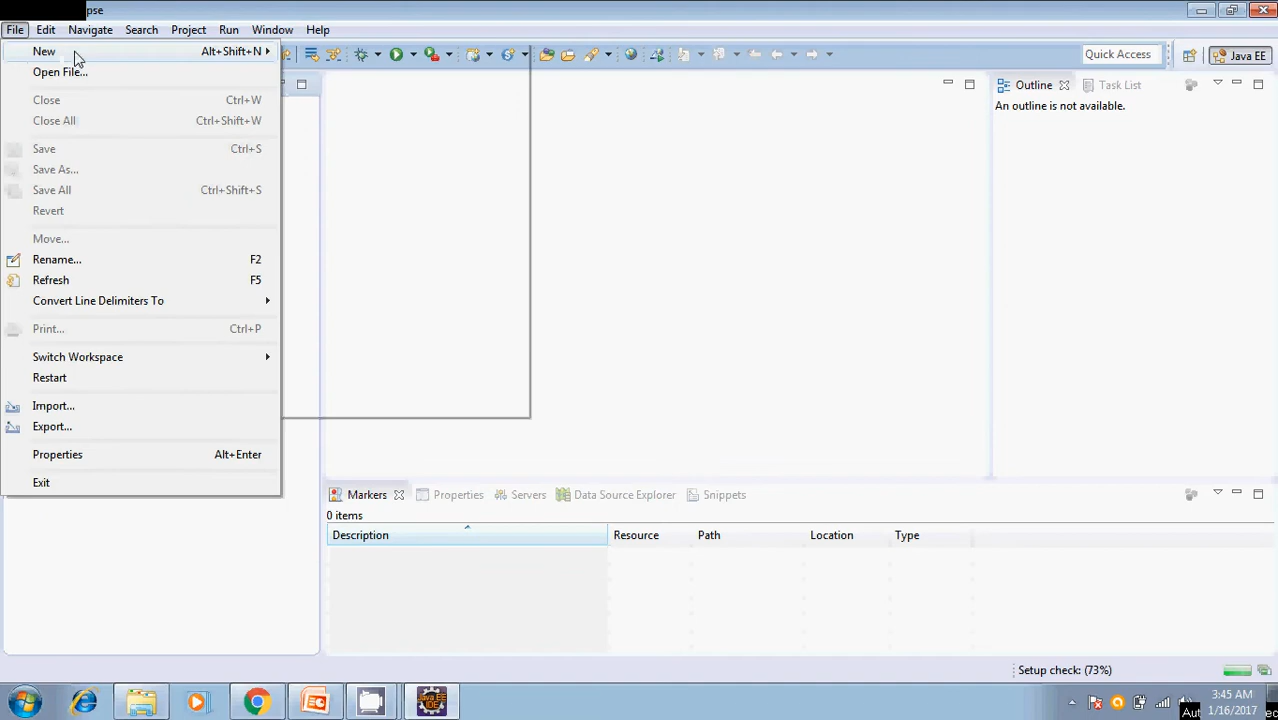 pse
File Edit Navigate Search Project Run Window Help
New Alt+Shift+N
Open File...
Close Ctrl+W
Close All Ctrl+Shift+W
Save Ctrl+S
Save As...
Save All Ctrl+Shift+S
Revert
Move...
Rename... F2
Refresh F5
Convert Line Delimiters To
Print... Ctrl+P
Switch Workspace
Restart
Import...
Export...
Properties Alt+Enter
Exit
Quick Access
Java EE
Outline Task List
An outline is not available.
Markers Properties Servers Data Source Explorer Snippets
0 items
Description Resource Path Location Type
Setup check: (73%)
Java EE
IDE
3:45 AM
1/16/2017